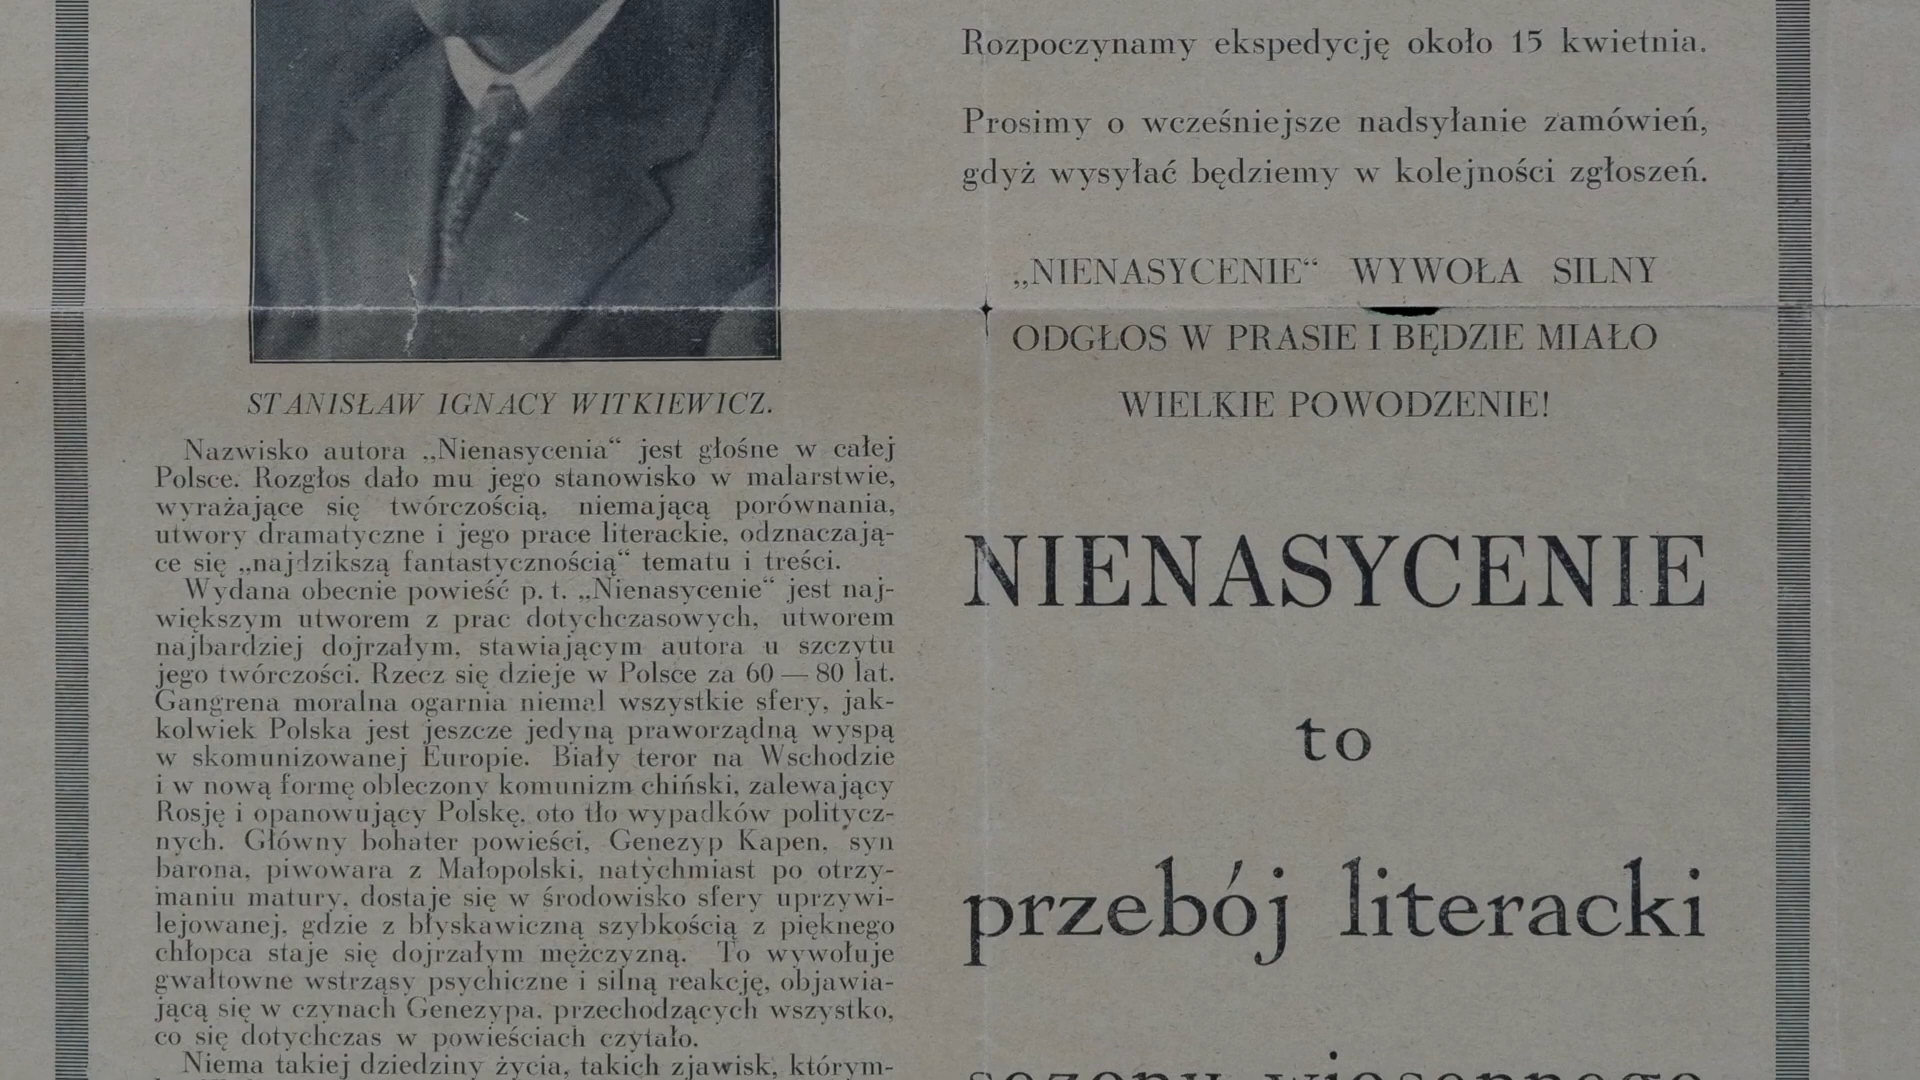 STANISŁAW IGNACY WITKIEWICZ.
Nazwisko autora „Nienasycenia“ jest głośne w całej
Polsce. Rozgłos dało mu jego stanowisko w malarstwie,
wyrażające się twórczością, niemającą porównania,
utwory dramatyczne i jego prace literackie, odznaczają-
ce się „najdzikszą fantastycznością“ tematu i treści.
Wydana obecnie powieść p. t. „Nienasycenie“ jest naj-
większym utworem z prac dotychczasowych, utworem
najbardziej dojrzałym, stawiającym autora u szczytu
jego twórczości. Rzecz się dzieje w Polsce za 60 — 80 lat.
Gangrena moralna ogarnia niemal wszystkie sfery, jak-
kolwiek Polska jest jeszcze jedyną praworządną wyspą
w skomunizowanej Europie. Biały teror na Wschodzie
i w nową formę obleczony komunizm chiński, zalewający
Rosję i opanowujący Polskę, oto tło wypadków politycz-
nych. Główny bohater powieści, Genezyp Kapen, syn
barona, piwowara z Małopolski, natychmiast po otrzy-
maniu matury, dostaje się w środowisko sfery uprzywi-
lejowanej, gdzie z błyskawiczną szybkością z pięknego
chłopca staje się dojrzałym mężczyzną. To wywołuje
gwałtowne wstrząsy psychiczne i silną reakcję, objawia-
jącą się w czynach Genezypa, przechodzących wszystko,
co się dotychczas w powieściach czytało.
Niema takiej dziedziny życia, takich zjawisk, którym-
Rozpoczynamy ekspedycję około 15 kwietnia.
Prosimy o wcześniejsze nadsyłanie zamówień,
gdyż wysyłać będziemy w kolejności zgłoszeń.
„NIENASYCENIE“ WYWOŁA SILNY
ODGŁOS W PRASIE I BĘDZIE MIAŁO
WIELKIE POWODZENIE!
NIENASYCENIE
to
przebój literacki
sezonu wiosennego